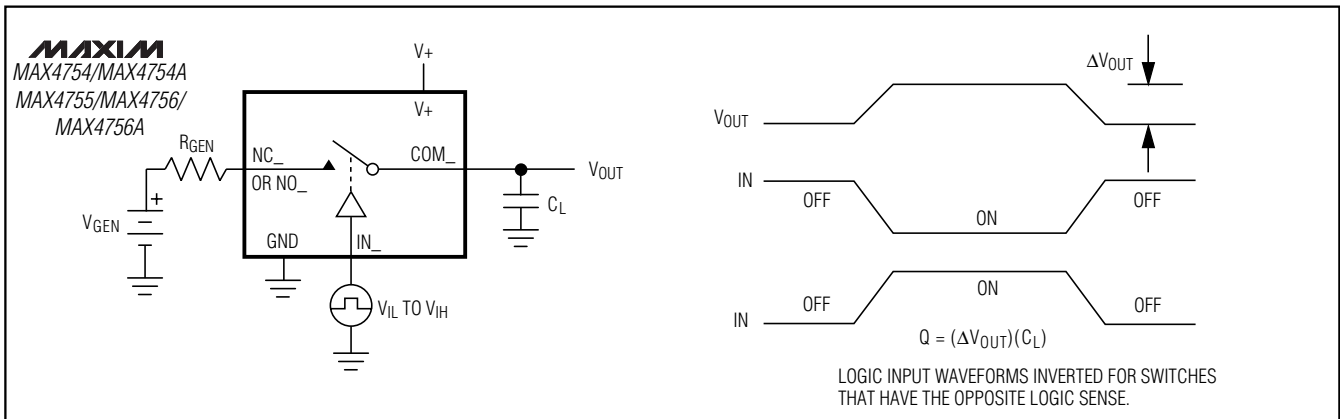 MAXIM
MAX4754/MAX4754A
MAX4755/MAX4756/
MAX4756A
V+
V+
RGEN
NC_
OR NO_
COM_
VOUT
CL
+
VGEN
GND
IN_
VIL TO VIH
ΔVOUT
VOUT
IN
OFF
ON
OFF
IN
OFF
ON
OFF
Q = (ΔVOUT)(CL)
LOGIC INPUT WAVEFORMS INVERTED FOR SWITCHES
THAT HAVE THE OPPOSITE LOGIC SENSE.